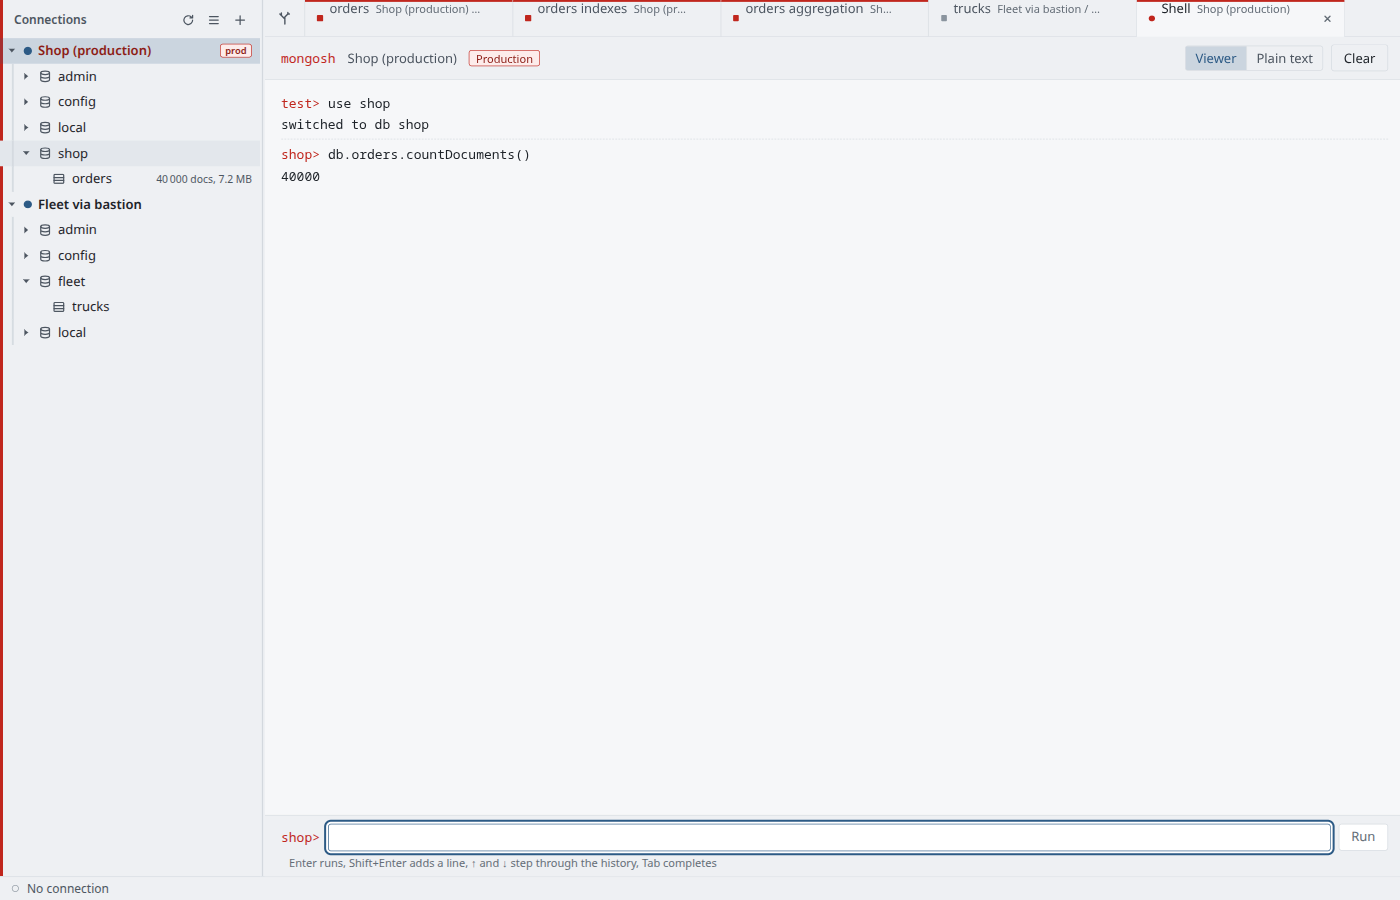 Connections
Shop (production) prod
admin
config
local
shop
orders 40 000 docs, 7.2 MB
Fleet via bastion
admin
config
fleet
trucks
local
orders Shop (production) ...
orders indexes Shop (pr...
orders aggregation Sh...
trucks Fleet via bastion / ...
Shell Shop (production) ×
mongosh Shop (production) Production Viewer Plain text Clear
test> use shop
switched to db shop
shop> db.orders.countDocuments()
40000
shop> Run
Enter runs, Shift+Enter adds a line, ↑ and ↓ step through the history, Tab completes
No connection